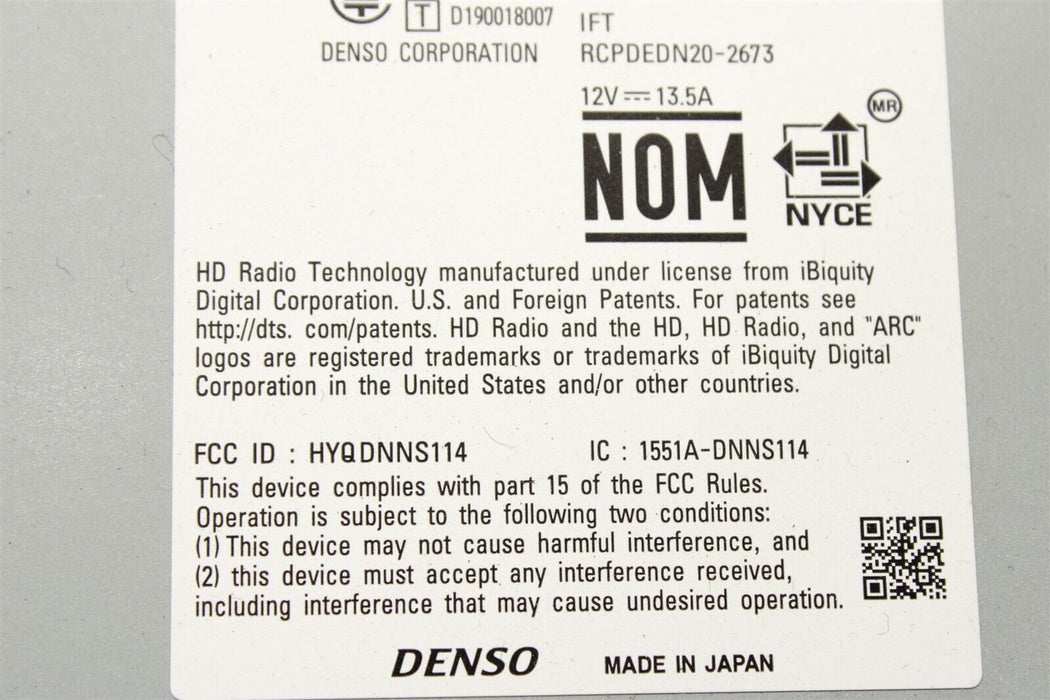 T D190018007
IFT
DENSO CORPORATION
RCPDEDN20-2673
12V 13.5A
NOM
MR
NYCE
HD Radio Technology manufactured under license from iBiquity
Digital Corporation. U.S. and Foreign Patents. For patents see
http://dts. com/patents. HD Radio and the HD, HD Radio, and "ARC"
logos are registered trademarks or trademarks of iBiquity Digital
Corporation in the United States and/or other countries.
FCC ID : HYQDNNS114
IC : 1551A-DNNS114
This device complies with part 15 of the FCC Rules.
Operation is subject to the following two conditions:
(1) This device may not cause harmful interference, and
(2) this device must accept any interference received,
including interference that may cause undesired operation.
DENSO
MADE IN JAPAN